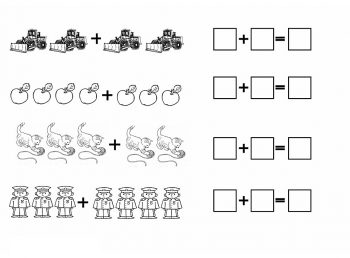 + + =
+ + =
+ + =
+ + =